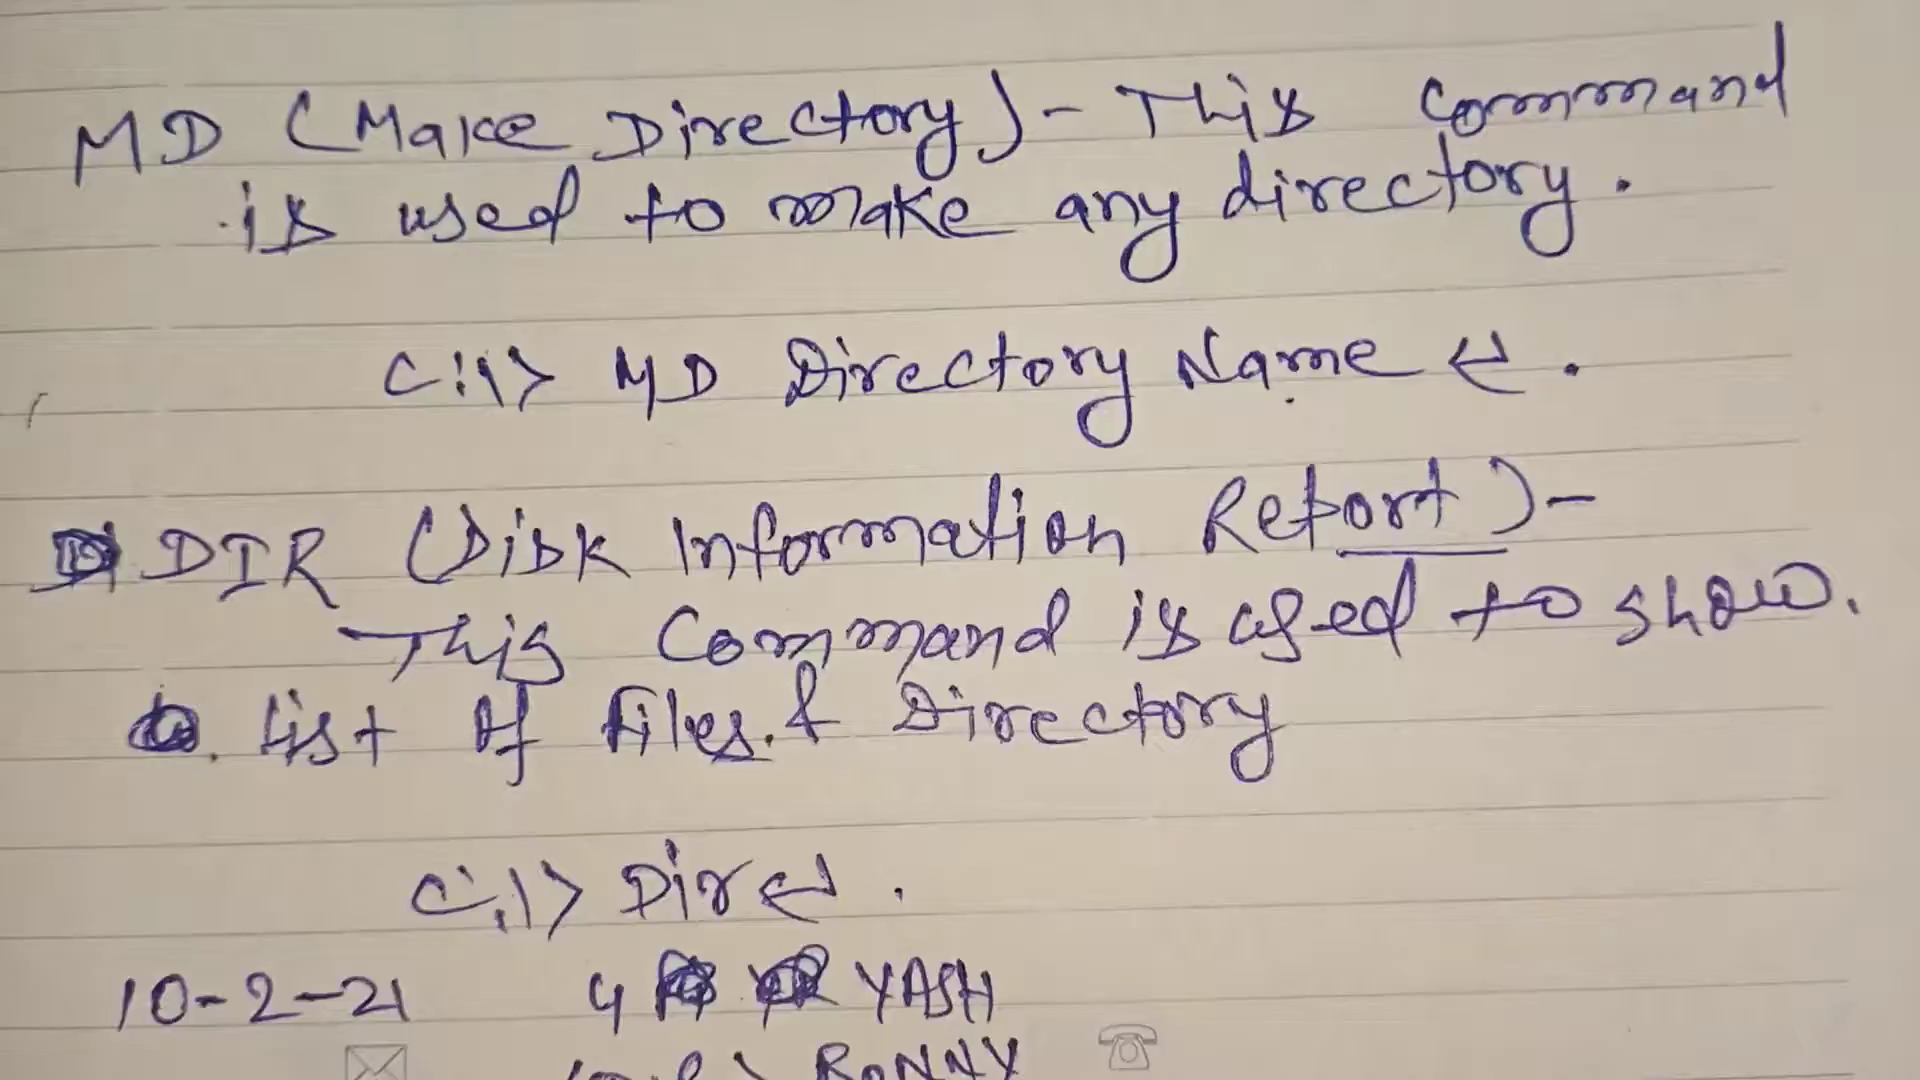 MD (Make Directory) - This Command
is used to make any directory.
C:\> MD Directory Name ↵.
DIR (Disk Information Report) -
This Command is used to show.
List Of Files. & Directory
C:\> Dir ↵.
10-2-21 4 YASH
RONNY